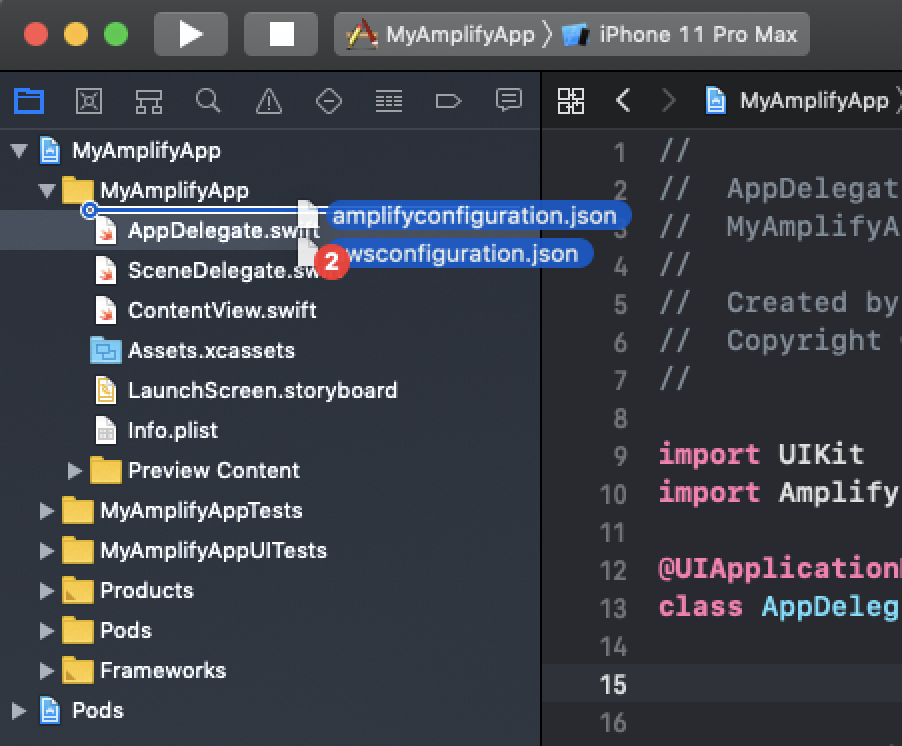 MyAmplifyApp 〉 iPhone 11 Pro Max
MyAmplifyApp
MyAmplifyApp
MyAmplifyApp
amplifyconfiguration.json
AppDelegate.swift
wsconfiguration.json
2
SceneDelegate.sw
ContentView.swift
Assets.xcassets
LaunchScreen.storyboard
Info.plist
Preview Content
MyAmplifyAppTests
MyAmplifyAppUITests
Products
Pods
Frameworks
Pods
1 //
2 // AppDelegat
3 // MyAmplifyA
4 //
5 // Created by
6 // Copyright
7 //
8
9 import UIKit
10 import Amplify
11
12 @UIApplication
13 class AppDeleg
14
15
16